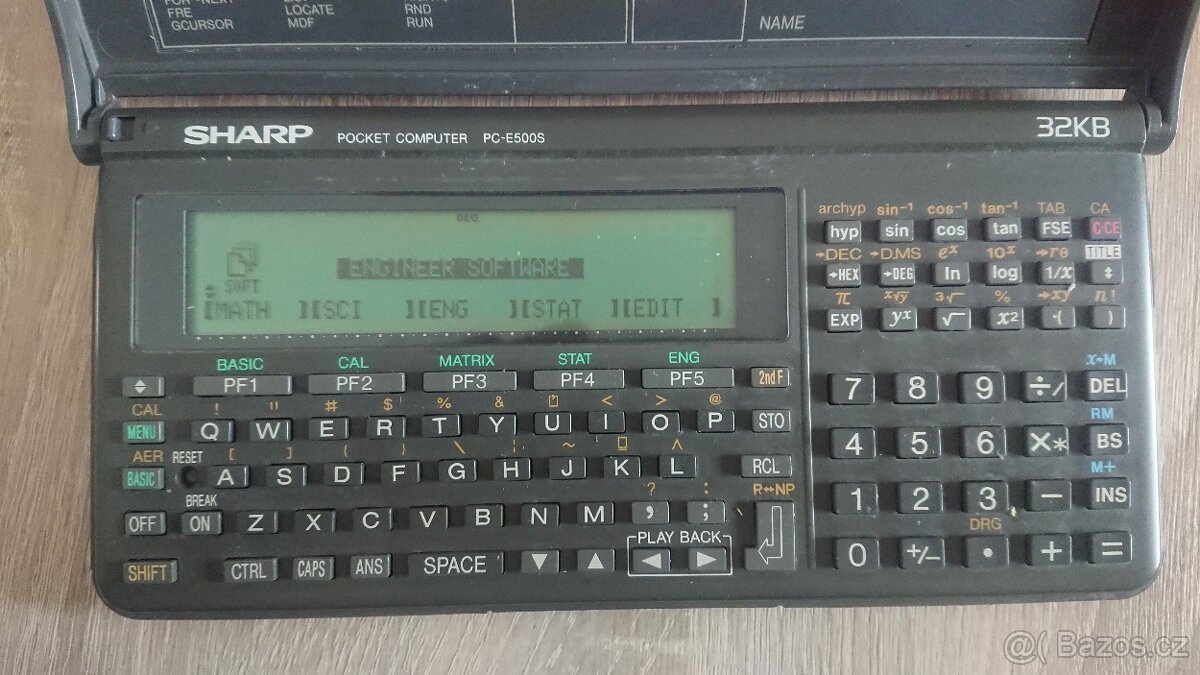 FRE LOCATE RND
GCURSOR MDF RUN
NAME
SHARP POCKET COMPUTER PC-E500S 32KB
DEG
ENGINEER SOFTWARE
SOFT
[MATH ][SCI ][ENG ][STAT ][EDIT ]
archyp sin⁻¹ cos⁻¹ tan⁻¹ TAB CA
hyp sin cos tan FSE C·CE
→DEC →D.MS eˣ 10ˣ →rθ TITLE
→HEX →DEG ln log 1/x ↕
π ˣ√y ³√ % →xy n!
EXP yˣ √ x² ( )
BASIC CAL MATRIX STAT ENG
PF1 PF2 PF3 PF4 PF5 2ndF
CAL ! " # $ % & < > @
MENU Q W E R T Y U I O P STO
AER RESET [ ] { } \ ¦ ~ ^
BASIC A S D F G H J K L RCL
BREAK ? : R↔NP
OFF ON Z X C V B N M , ;
PLAY BACK
SHIFT CTRL CAPS ANS SPACE ▼ ▲ ◀ ▶
x→M
7 8 9 ÷/ DEL
RM
4 5 6 ×* BS
M+
1 2 3 − INS
DRG
0 +/− • + =
@ Bazos.cz